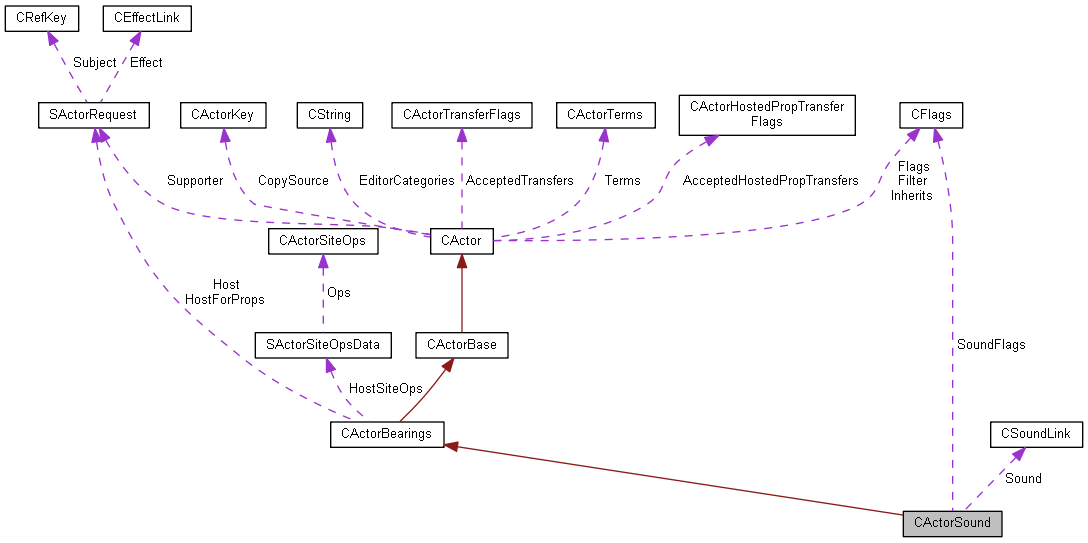 CRefKey
CEffectLink
Subject
Effect
SActorRequest
CActorKey
CString
CActorTransferFlags
CActorTerms
CActorHostedPropTransfer
Flags
CFlags
Supporter
CopySource
EditorCategories
AcceptedTransfers
Terms
AcceptedHostedPropTransfers
Flags
Filter
Inherits
CActorSiteOps
CActor
Host
HostForProps
Ops
SActorSiteOpsData
CActorBase
SoundFlags
HostSiteOps
CActorBearings
CSoundLink
Sound
CActorSound